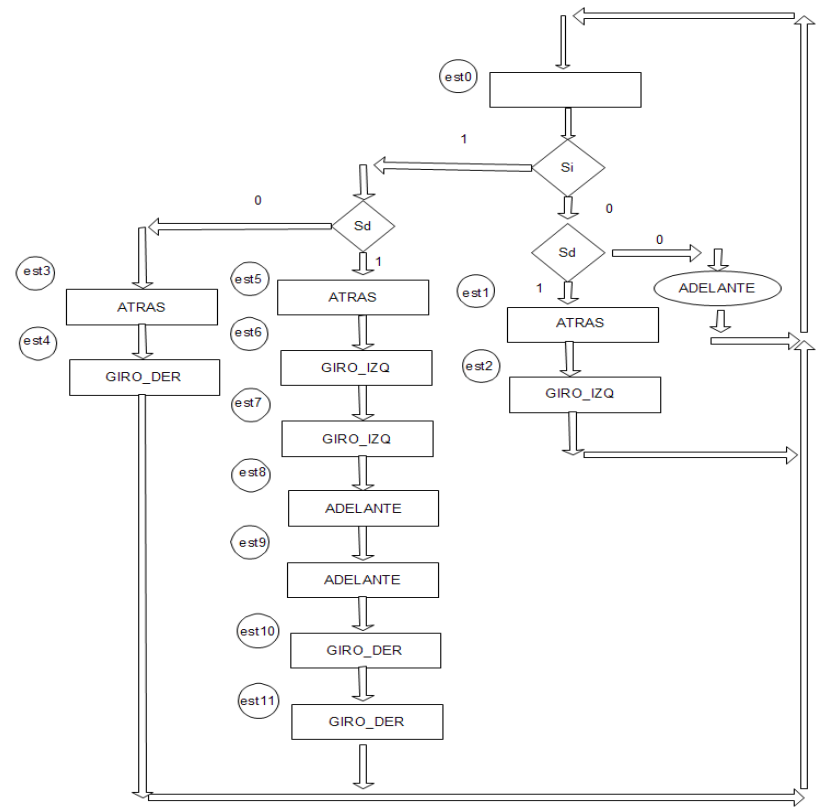 est0
1
Si
0
0
Sd
Sd
0
est3
1
est5
est1
1
ADELANTE
ATRAS
ATRAS
ATRAS
est4
est6
est2
GIRO_DER
GIRO_IZQ
GIRO_IZQ
est7
GIRO_IZQ
est8
ADELANTE
est9
ADELANTE
est10
GIRO_DER
est11
GIRO_DER